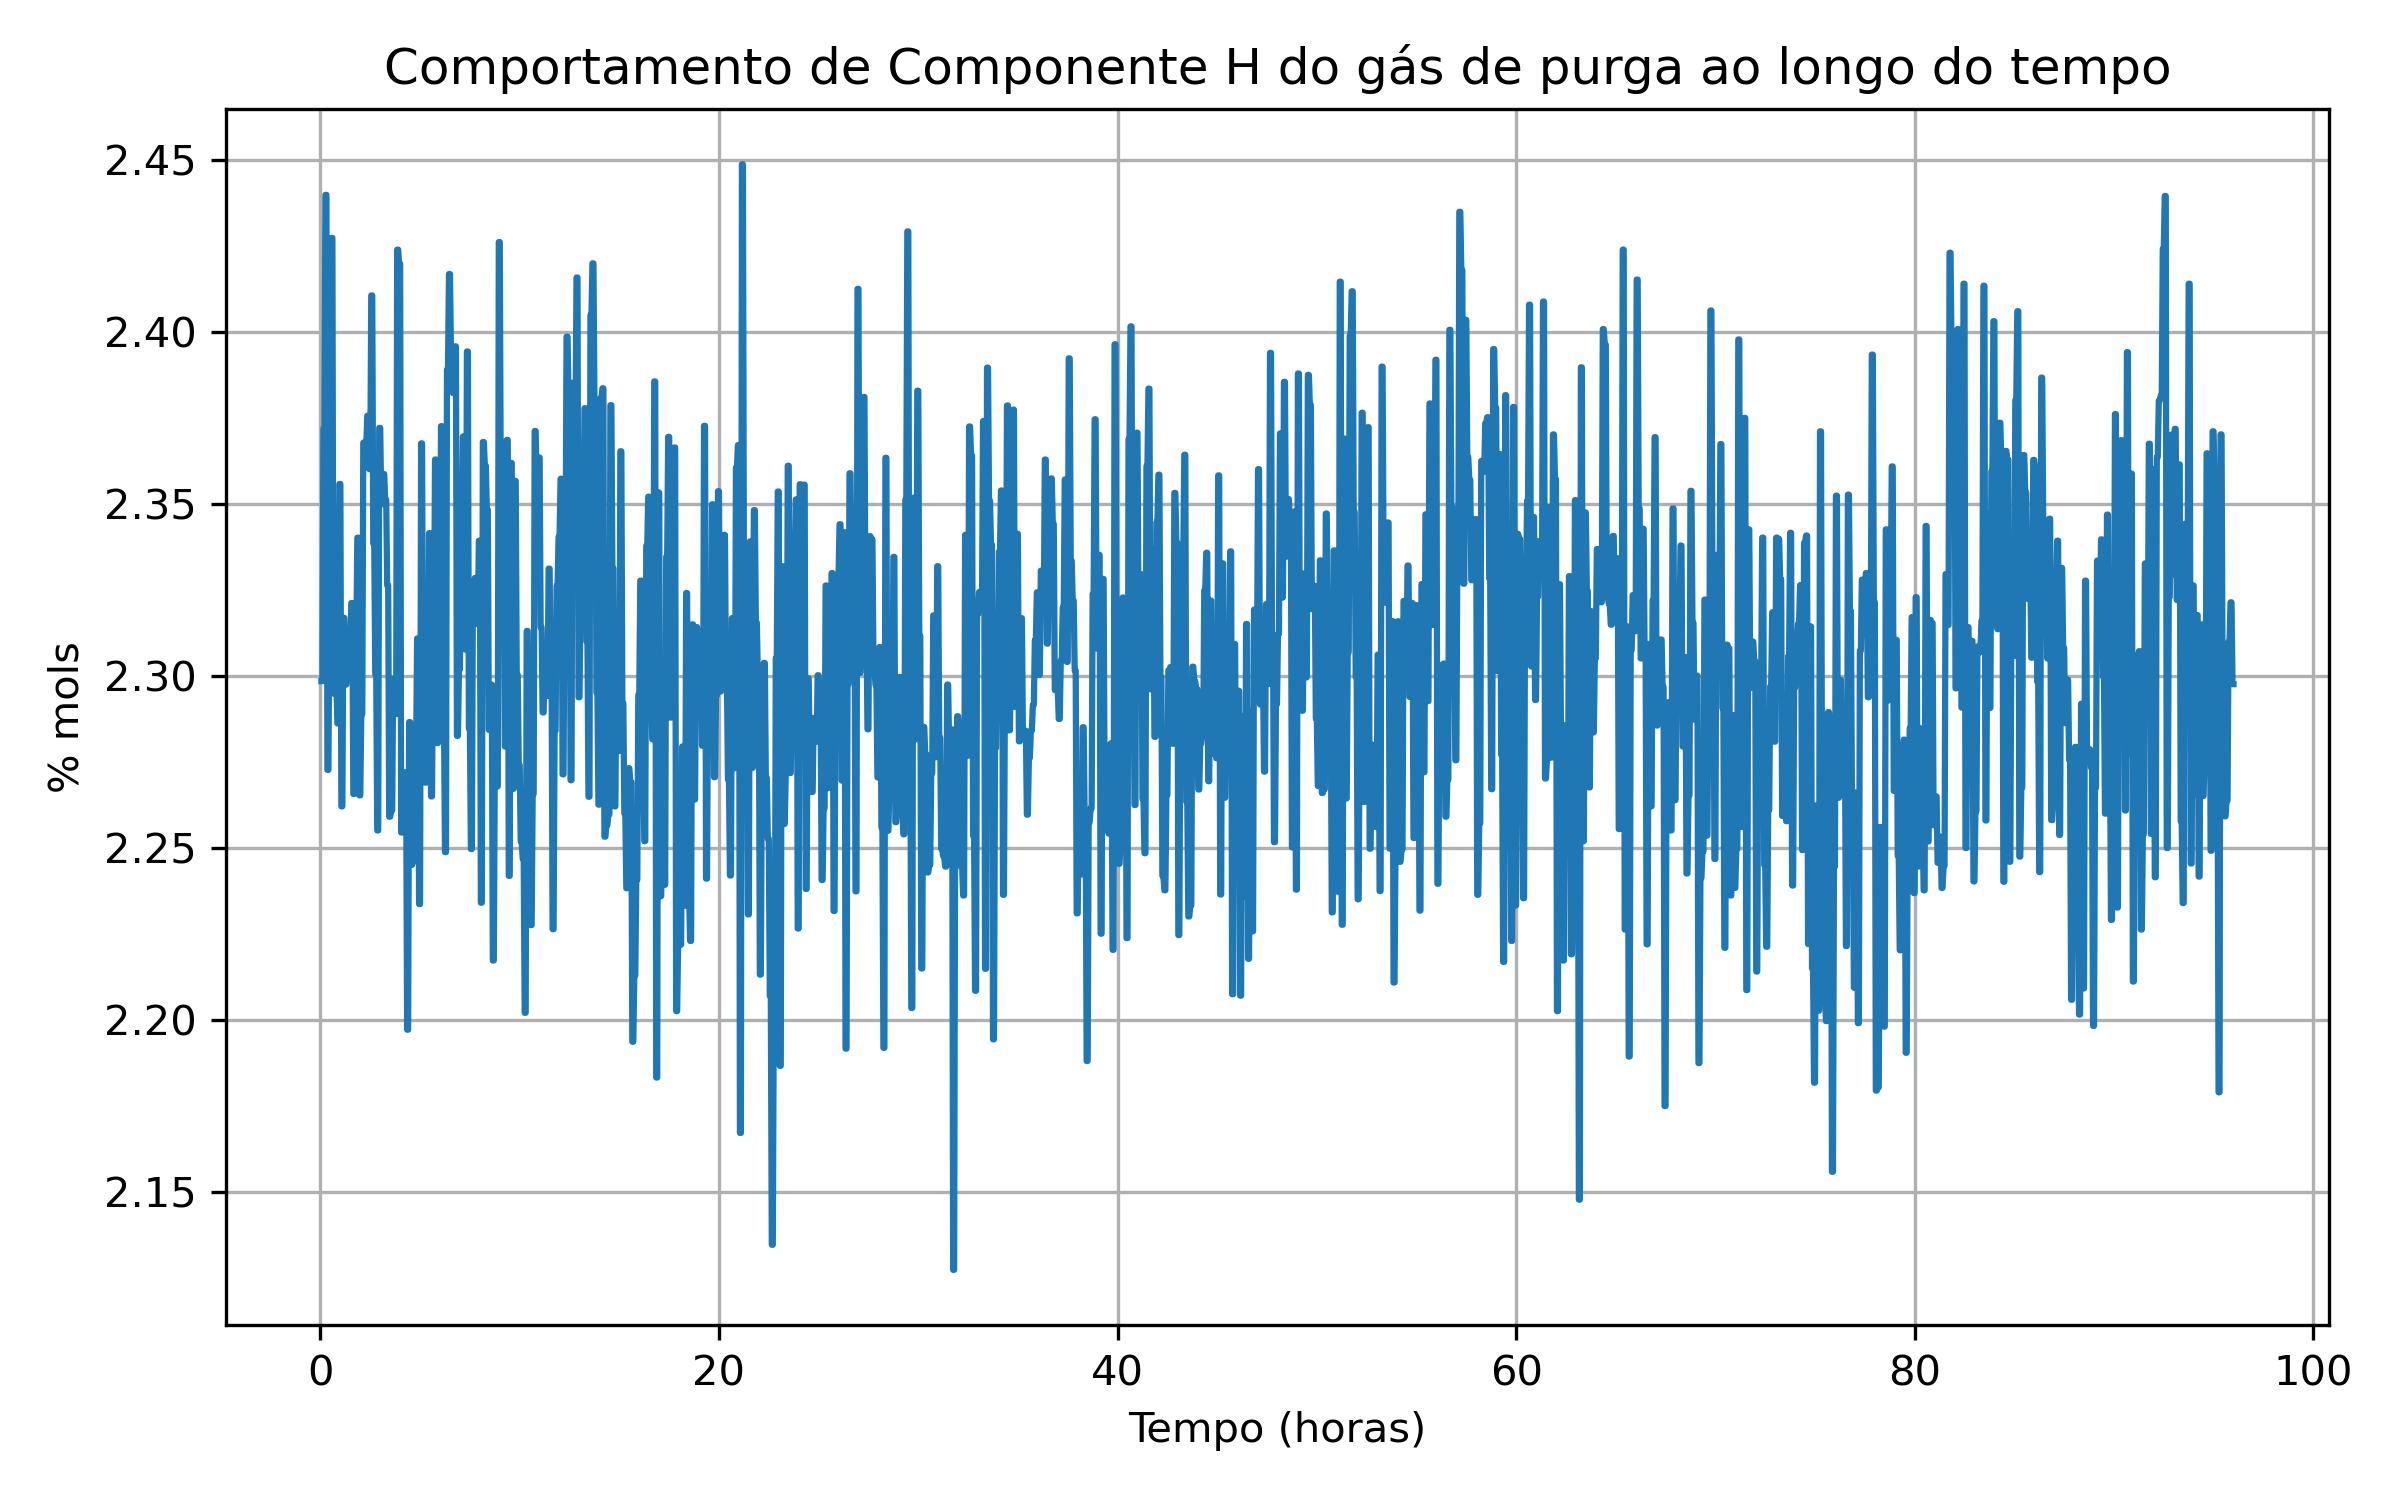 Comportamento de Componente H do gás de purga ao longo do tempo
2.45
2.40
2.35
2.30
2.25
2.20
2.15
% mols
0 20 40 60 80 100
Tempo (horas)